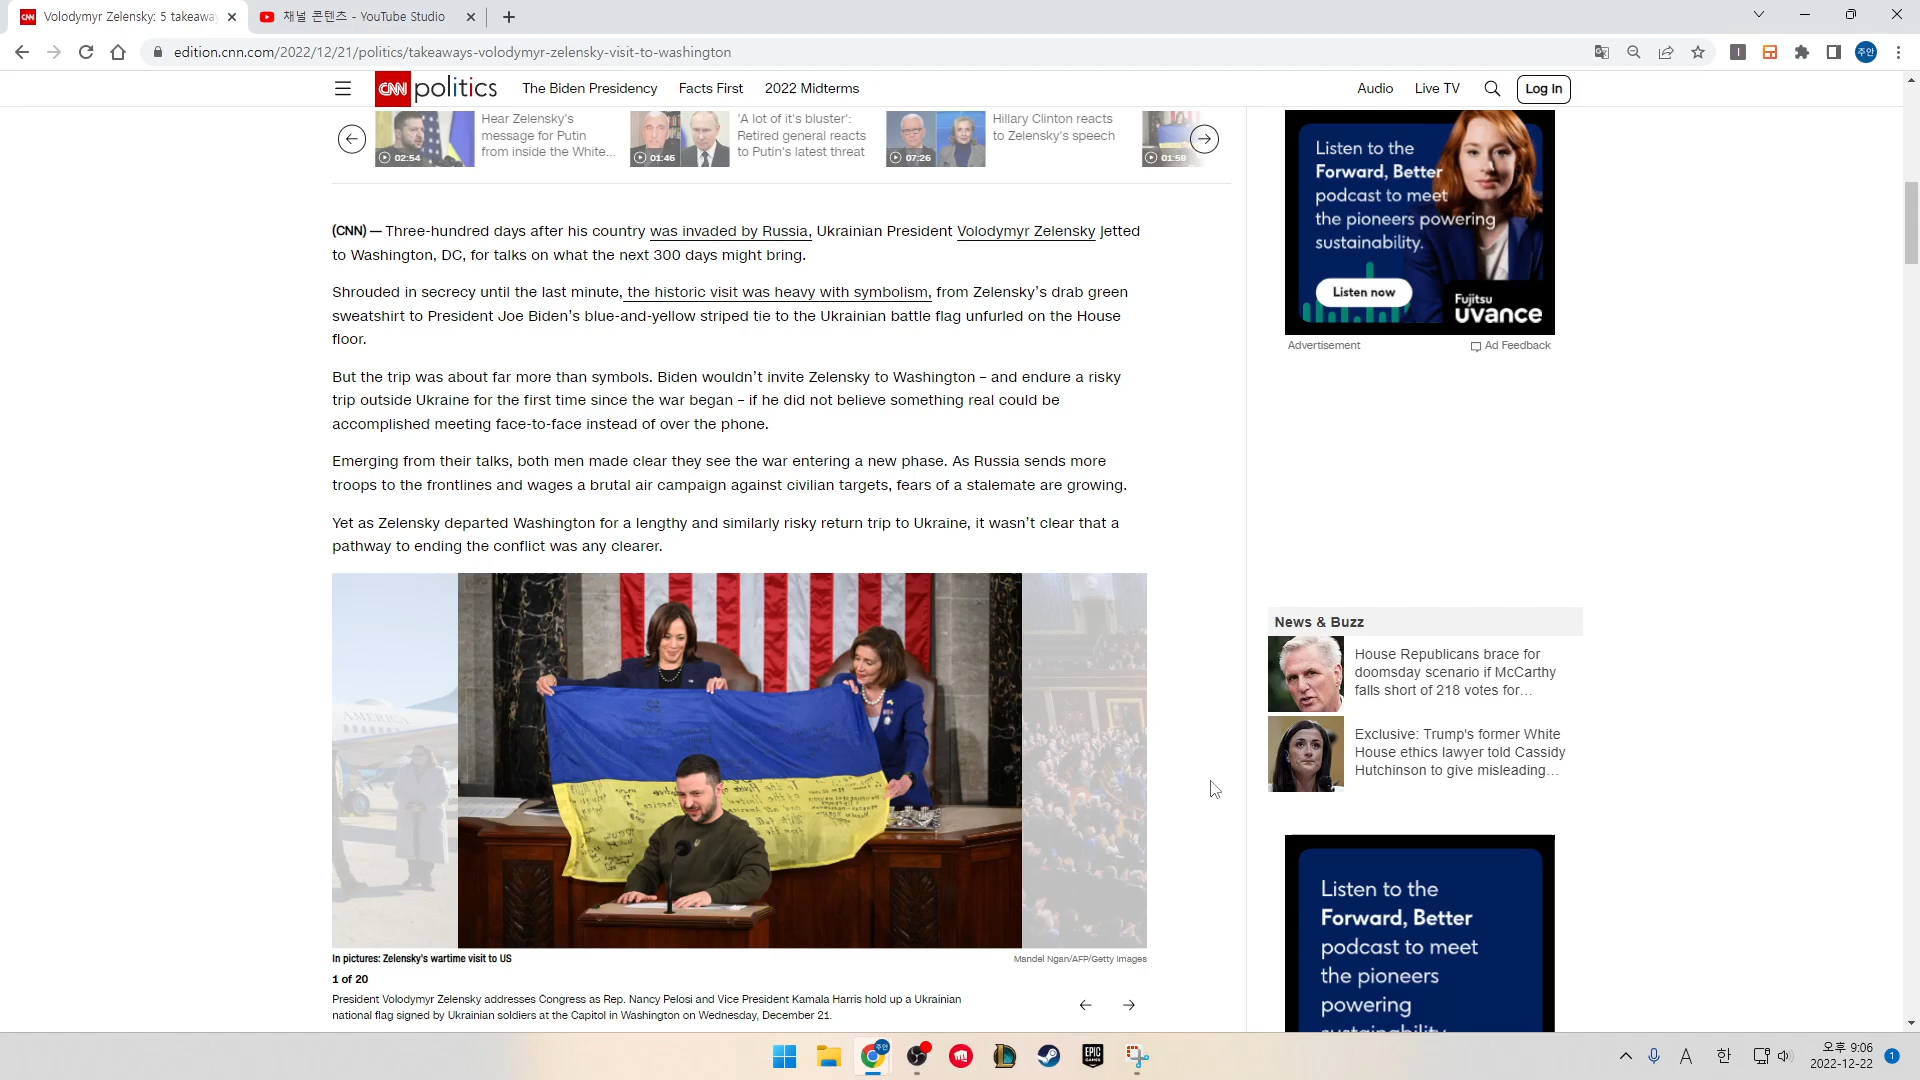 Volodymyr Zelensky: 5 takeaway
채널 콘텐츠 - YouTube Studio
edition.cnn.com/2022/12/21/politics/takeaways-volodymyr-zelensky-visit-to-washington
주안
CNN politics
The Biden Presidency
Facts First
2022 Midterms
Audio
Live TV
Log In
02:54
Hear Zelensky's
message for Putin
from inside the White...
01:46
'A lot of it's bluster':
Retired general reacts
to Putin's latest threat
07:26
Hillary Clinton reacts
to Zelensky's speech
01:59
(CNN) — Three-hundred days after his country was invaded by Russia, Ukrainian President Volodymyr Zelensky jetted
to Washington, DC, for talks on what the next 300 days might bring.
Shrouded in secrecy until the last minute, the historic visit was heavy with symbolism, from Zelensky's drab green
sweatshirt to President Joe Biden's blue-and-yellow striped tie to the Ukrainian battle flag unfurled on the House
floor.
But the trip was about far more than symbols. Biden wouldn't invite Zelensky to Washington – and endure a risky
trip outside Ukraine for the first time since the war began – if he did not believe something real could be
accomplished meeting face-to-face instead of over the phone.
Emerging from their talks, both men made clear they see the war entering a new phase. As Russia sends more
troops to the frontlines and wages a brutal air campaign against civilian targets, fears of a stalemate are growing.
Yet as Zelensky departed Washington for a lengthy and similarly risky return trip to Ukraine, it wasn't clear that a
pathway to ending the conflict was any clearer.
AMERICA
In pictures: Zelensky's wartime visit to US
Mandel Ngan/AFP/Getty Images
1 of 20
President Volodymyr Zelensky addresses Congress as Rep. Nancy Pelosi and Vice President Kamala Harris hold up a Ukrainian
national flag signed by Ukrainian soldiers at the Capitol in Washington on Wednesday, December 21.
Listen to the
Forward, Better
podcast to meet
the pioneers powering
sustainability.
Listen now
Fujitsu
uvance
Advertisement
Ad Feedback
News & Buzz
House Republicans brace for
doomsday scenario if McCarthy
falls short of 218 votes for...
Exclusive: Trump's former White
House ethics lawyer told Cassidy
Hutchinson to give misleading...
Listen to the
Forward, Better
podcast to meet
the pioneers
powering
sustainability
주안
EPIC
GAMES
A
한
오후 9:06
2022-12-22
1